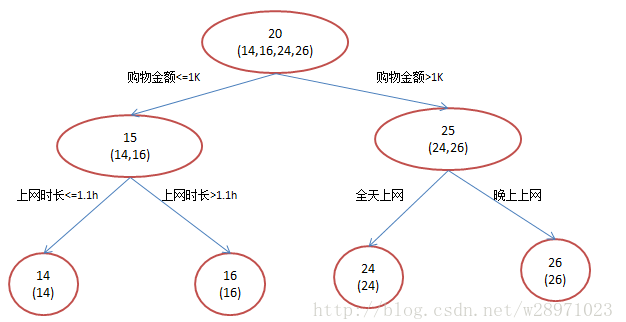 20
(14,16,24,26)
购物金额<=1K
购物金额>1K
15
(14,16)
25
(24,26)
上网时长<=1.1h
上网时长>1.1h
全天上网
晚上上网
14
(14)
16
(16)
24
(24)
26
(26)
http://blog.csdn.net/w28971023